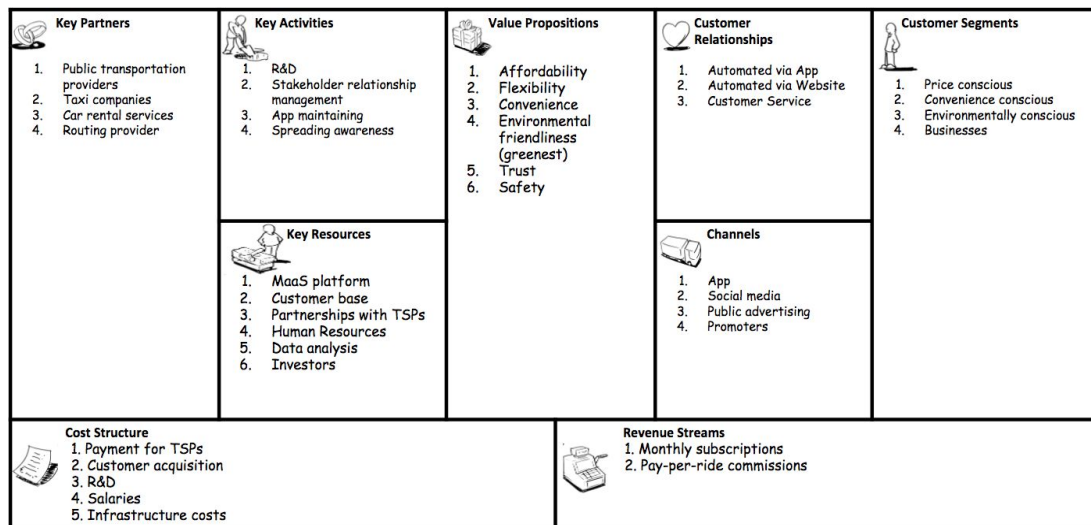 Key Partners
1. Public transportation
providers
2. Taxi companies
3. Car rental services
4. Routing provider
Key Activities
1. R&D
2. Stakeholder relationship
management
3. App maintaining
4. Spreading awareness
Key Resources
1. MaaS platform
2. Customer base
3. Partnerships with TSPs
4. Human Resources
5. Data analysis
6. Investors
Value Propositions
1. Affordability
2. Flexibility
3. Convenience
4. Environmental
friendliness
(greenest)
5. Trust
6. Safety
Customer
Relationships
1. Automated via App
2. Automated via Website
3. Customer Service
Channels
1. App
2. Social media
3. Public advertising
4. Promoters
Customer Segments
1. Price conscious
2. Convenience conscious
3. Environmentally conscious
4. Businesses
Cost Structure
1. Payment for TSPs
2. Customer acquisition
3. R&D
4. Salaries
5. Infrastructure costs
Revenue Streams
1. Monthly subscriptions
2. Pay-per-ride commissions